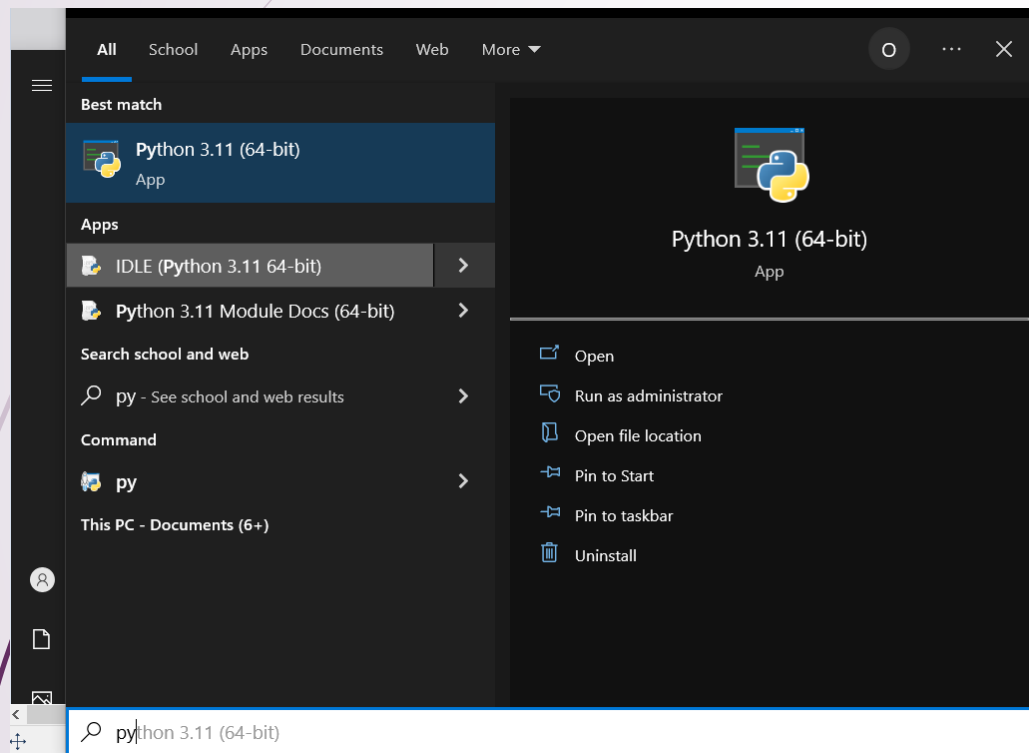 All School Apps Documents Web More
O
...
Best match
Python 3.11 (64-bit)
App
Apps
IDLE (Python 3.11 64-bit)
Python 3.11 Module Docs (64-bit)
Search school and web
py - See school and web results
Command
py
This PC - Documents (6+)
Python 3.11 (64-bit)
App
Open
Run as administrator
Open file location
Pin to Start
Pin to taskbar
Uninstall
python 3.11 (64-bit)